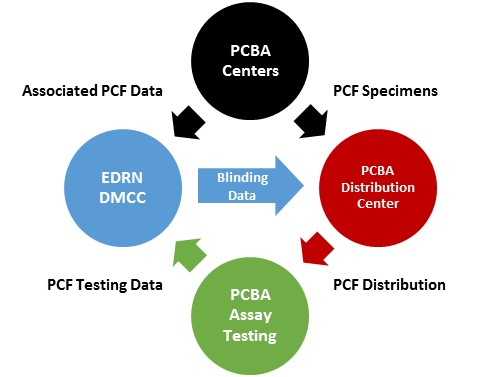 PCBA
Centers
Associated PCF Data
PCF Specimens
EDRN
DMCC
Blinding
Data
PCBA
Distribution
Center
PCF Testing Data
PCF Distribution
PCBA
Assay
Testing